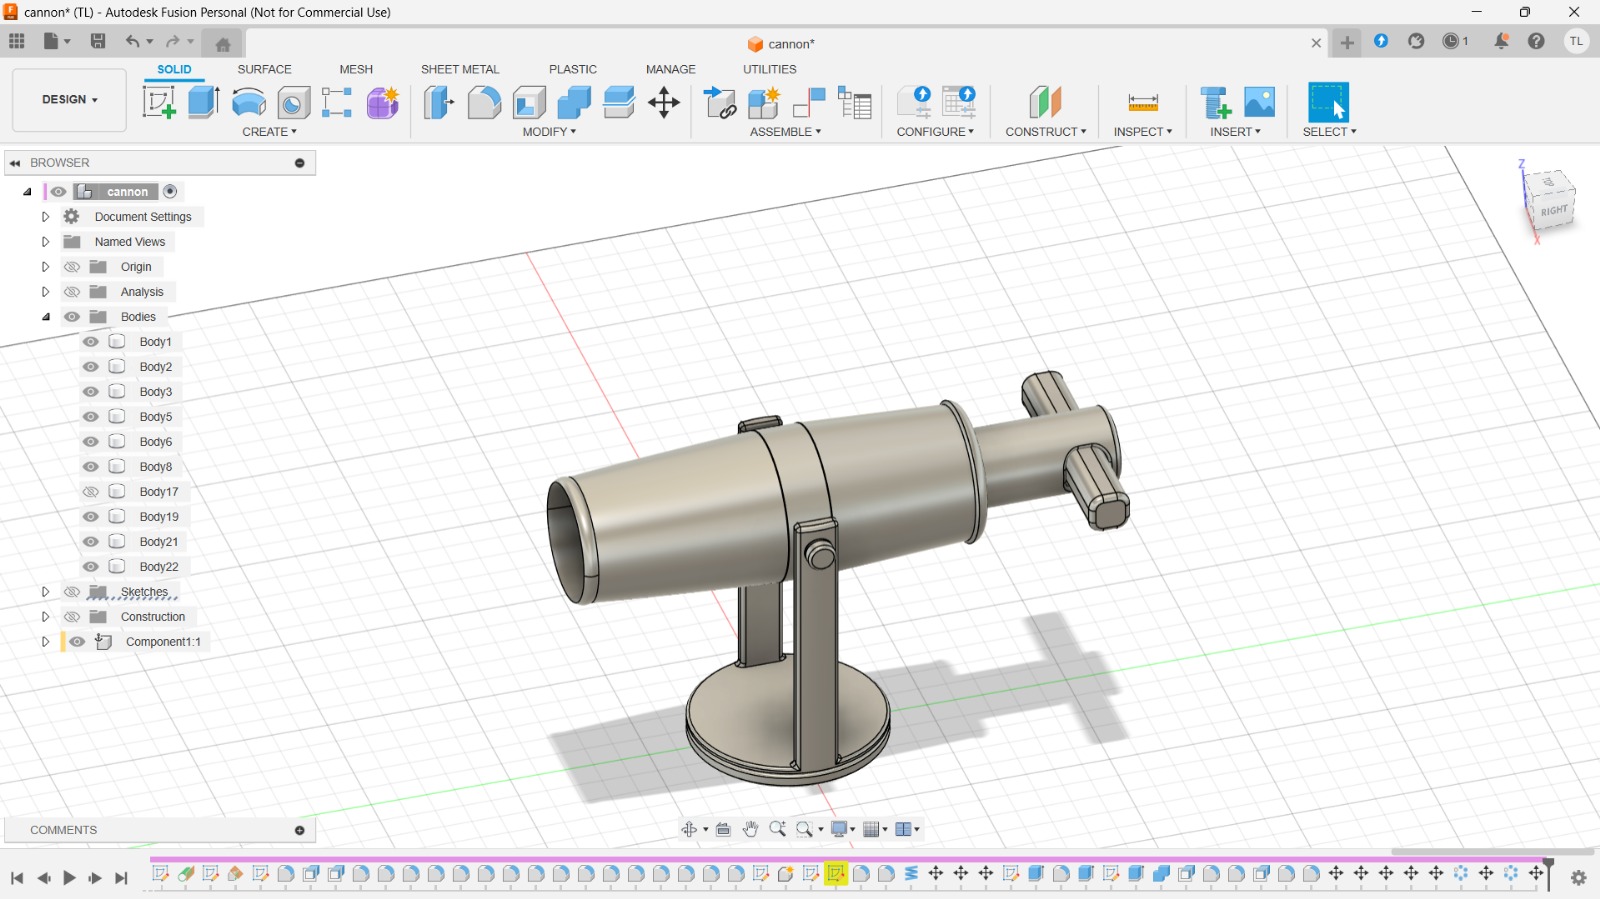 cannon* (TL) - Autodesk Fusion Personal (Not for Commercial Use)
cannon*
1
TL
DESIGN
SOLID SURFACE MESH SHEET METAL PLASTIC MANAGE UTILITIES
CREATE MODIFY ASSEMBLE CONFIGURE CONSTRUCT INSPECT INSERT SELECT
BROWSER
cannon
Document Settings
Named Views
Origin
Analysis
Bodies
Body1
Body2
Body3
Body5
Body6
Body8
Body17
Body19
Body21
Body22
Sketches
Construction
Component1:1
Z
RIGHT
X
COMMENTS